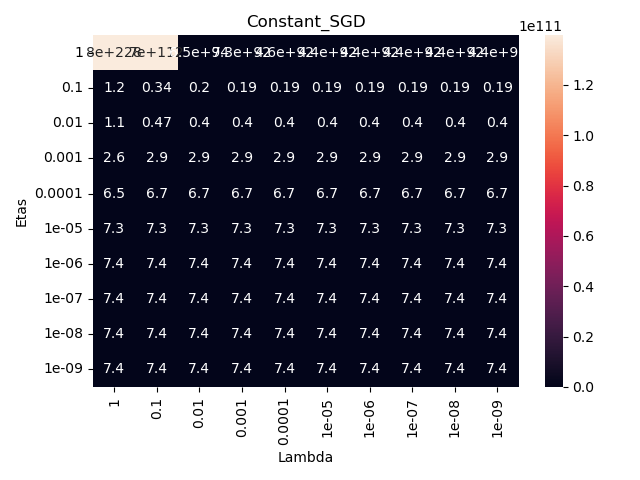 Constant_SGD
1e111
1
0.1 1.2 0.34 0.2 0.19 0.19 0.19 0.19 0.19 0.19 0.19
0.01 1.1 0.47 0.4 0.4 0.4 0.4 0.4 0.4 0.4 0.4
0.001 2.6 2.9 2.9 2.9 2.9 2.9 2.9 2.9 2.9 2.9
0.0001 6.5 6.7 6.7 6.7 6.7 6.7 6.7 6.7 6.7 6.7
1e-05 7.3 7.3 7.3 7.3 7.3 7.3 7.3 7.3 7.3 7.3
1e-06 7.4 7.4 7.4 7.4 7.4 7.4 7.4 7.4 7.4 7.4
1e-07 7.4 7.4 7.4 7.4 7.4 7.4 7.4 7.4 7.4 7.4
1e-08 7.4 7.4 7.4 7.4 7.4 7.4 7.4 7.4 7.4 7.4
1e-09 7.4 7.4 7.4 7.4 7.4 7.4 7.4 7.4 7.4 7.4
Etas
1 0.1 0.01 0.001 0.0001 1e-05 1e-06 1e-07 1e-08 1e-09
Lambda
1.2
1.0
0.8
0.6
0.4
0.2
0.0